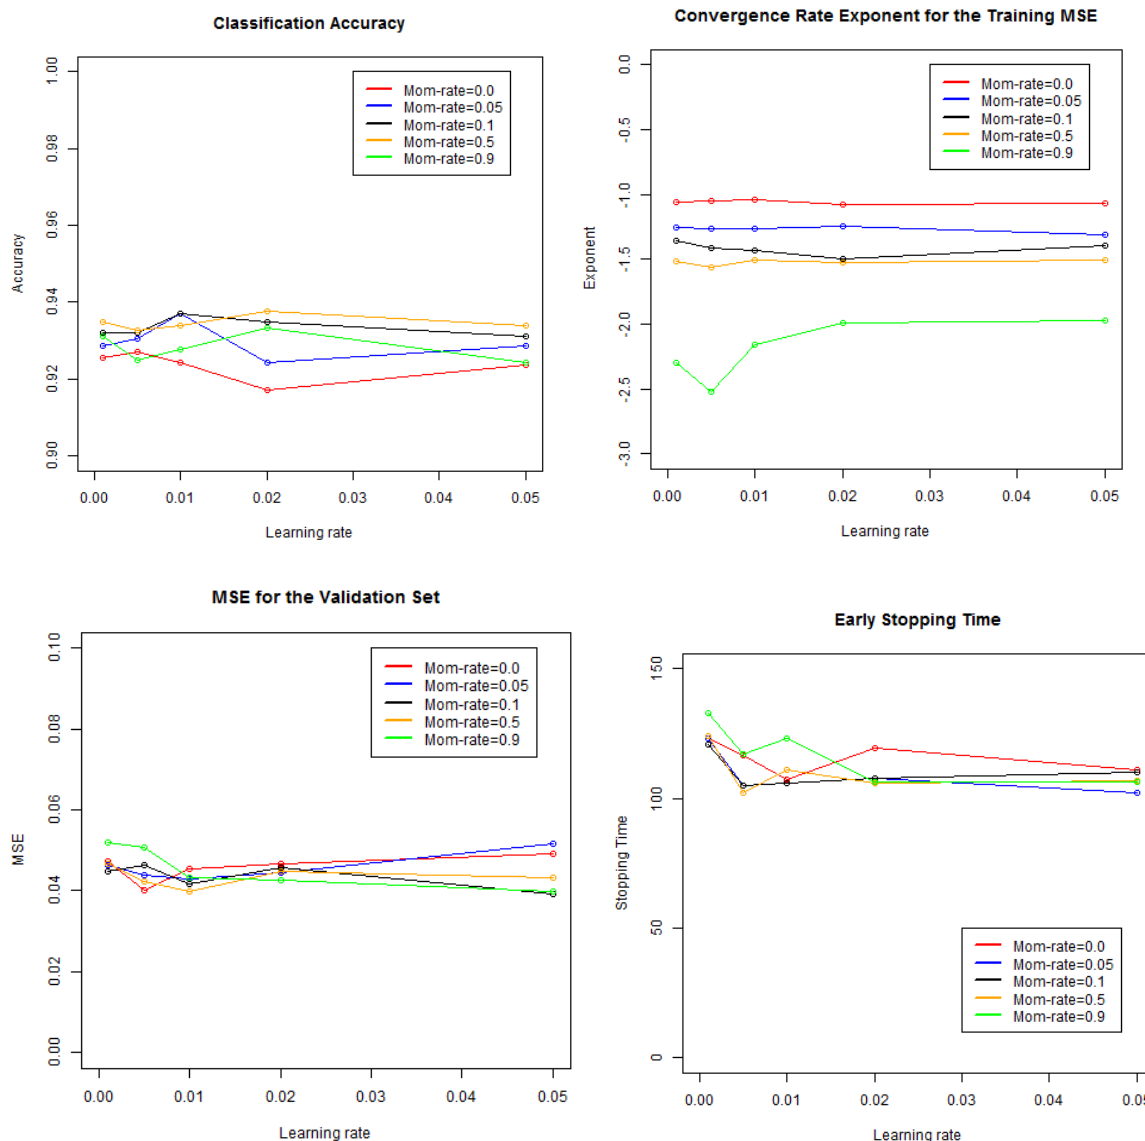 Classification Accuracy
Accuracy
1.00
0.98
0.96
0.94
0.92
0.90
Mom-rate=0.0
Mom-rate=0.05
Mom-rate=0.1
Mom-rate=0.5
Mom-rate=0.9
0.00 0.01 0.02 0.03 0.04 0.05
Learning rate
Convergence Rate Exponent for the Training MSE
Exponent
0.0
-0.5
-1.0
-1.5
-2.0
-2.5
-3.0
Mom-rate=0.0
Mom-rate=0.05
Mom-rate=0.1
Mom-rate=0.5
Mom-rate=0.9
0.00 0.01 0.02 0.03 0.04 0.05
Learning rate
MSE for the Validation Set
MSE
0.10
0.08
0.06
0.04
0.02
0.00
Mom-rate=0.0
Mom-rate=0.05
Mom-rate=0.1
Mom-rate=0.5
Mom-rate=0.9
0.00 0.01 0.02 0.03 0.04 0.05
Learning rate
Early Stopping Time
Stopping Time
150
100
50
0
Mom-rate=0.0
Mom-rate=0.05
Mom-rate=0.1
Mom-rate=0.5
Mom-rate=0.9
0.00 0.01 0.02 0.03 0.04 0.05
Learning rate